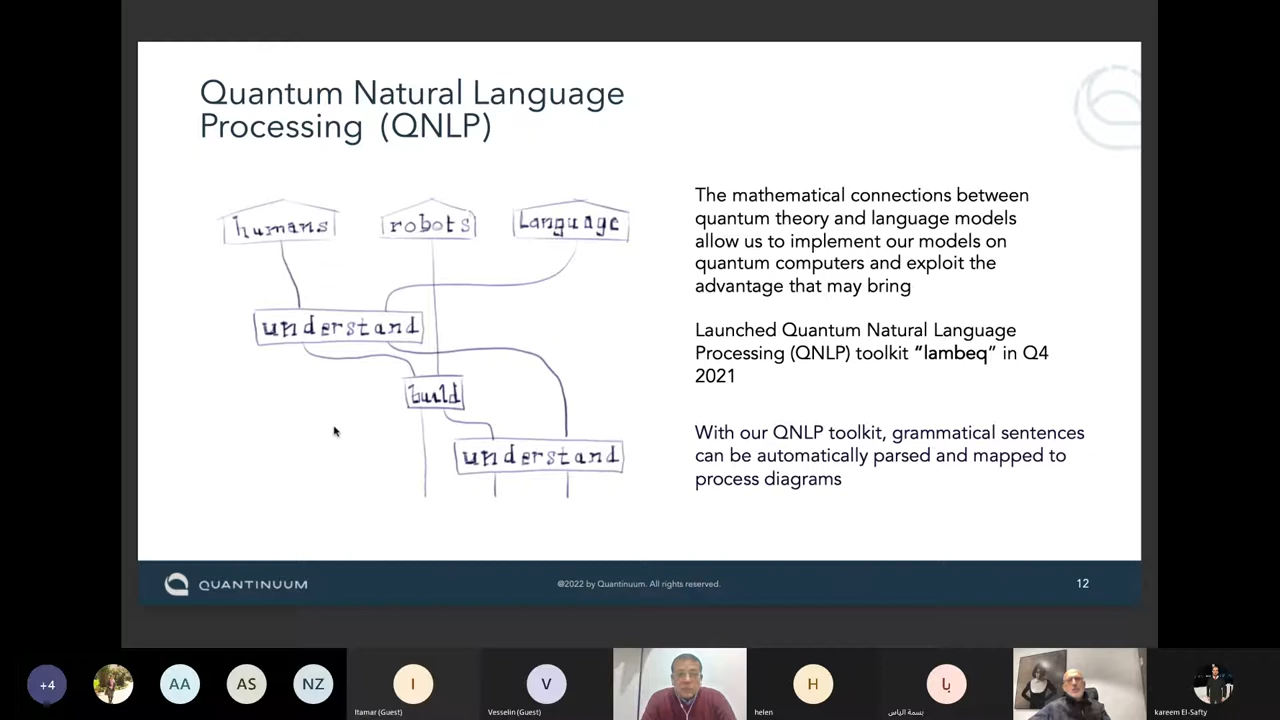 Quantum Natural Language
Processing (QNLP)
humans
robots
Language
understand
build
understand
The mathematical connections between
quantum theory and language models
allow us to implement our models on
quantum computers and exploit the
advantage that may bring
Launched Quantum Natural Language
Processing (QNLP) toolkit “lambeq” in Q4
2021
With our QNLP toolkit, grammatical sentences
can be automatically parsed and mapped to
process diagrams
QUANTINUUM
©2022 by Quantinuum. All rights reserved.
12
+4
AA
AS
NZ
I
Itamar (Guest)
V
Vesselin (Guest)
H
helen
با
بسمة الياس
kareem El-Safty